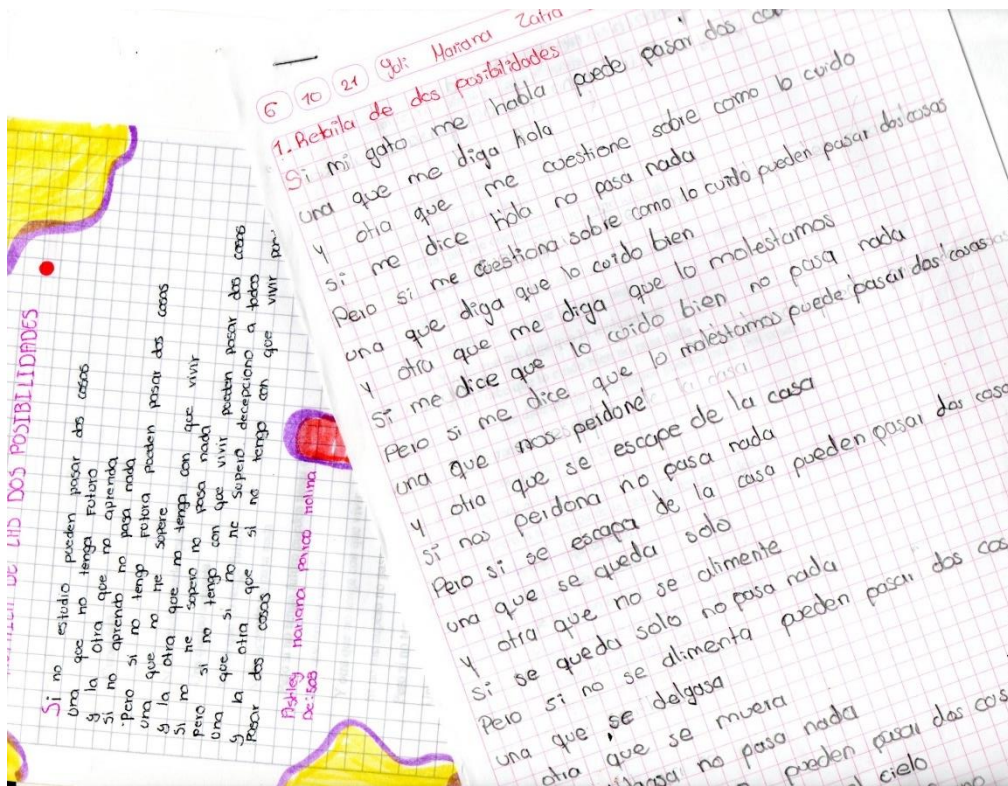 DE LAS DOS POSIBILIDADES
Si no estudio pueden pasar dos cosas
una que no tenga Futuro
y la otra que no aprenda
Si no aprendo no pasa nada
Pero si no tengo Futuro pueden pasar dos cosas
una que no me supere
y la otra que no tenga con que vivir
Si no me supero no pasa nada
pero si no tengo con que vivir pueden pasar dos cosas
una que si no me supero decepciono a todos
y la otra que si no tengo con que vivir
Pasar dos cosas
Ashley mariana
De: 503
6 10 21 Yoli Mariana Zafra
1. Retaila de dos posibilidades
Si mi gato me habla puede pasar dos
una que me diga hola
y otra que me cuestione sobre como lo cuido
si me dice hola no pasa nada
Pero si me cuestiona sobre como lo cuido pueden pasar dos cosas
una que diga que lo cuido bien
y otra que me diga que lo molestamos
si me dice que lo cuido bien no pasa nada
Pero si me dice que lo molestamos puede pasar dos cosas
una que nos perdone
y otra que se escape de la casa
si nos perdona no pasa nada
Pero si se escapa de la casa pueden pasar dos
una que se queda solo
y otra que no se alimente
si se queda solo no pasa nada
Pero si no se alimenta pueden pasar dos
una que se delgasa
otra que se muera
no pasa nada
pueden pasar dos
cielo